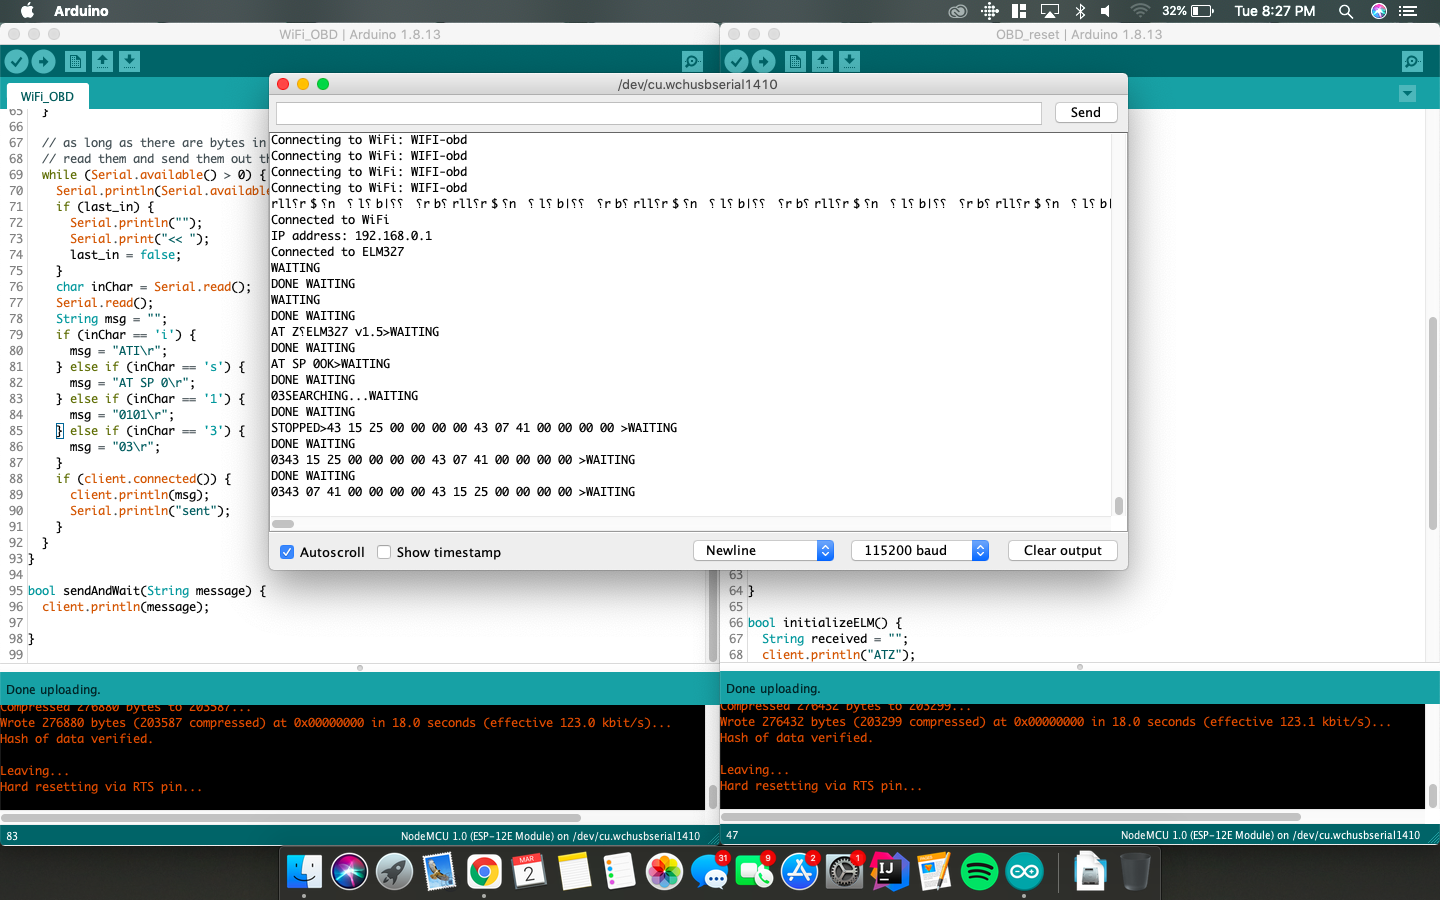 Arduino
32%
Tue 8:27 PM
WiFi_OBD | Arduino 1.8.13
OBD_reset | Arduino 1.8.13
WiFi_OBD
/dev/cu.wchusbserial1410
Send
65 }
66
67 // as long as there are bytes in
68 // read them and send them out th
69 while (Serial.available() > 0) {
70 Serial.println(Serial.available
71 if (last_in) {
72 Serial.println("");
73 Serial.print("<< ");
74 last_in = false;
75 }
76 char inChar = Serial.read();
77 Serial.read();
78 String msg = "";
79 if (inChar == 'i') {
80 msg = "ATI\r";
81 } else if (inChar == 's') {
82 msg = "AT SP 0\r";
83 } else if (inChar == '1') {
84 msg = "0101\r";
85 } else if (inChar == '3') {
86 msg = "03\r";
87 }
88 if (client.connected()) {
89 client.println(msg);
90 Serial.println("sent");
91 }
92 }
93 }
94
95 bool sendAndWait(String message) {
96 client.println(message);
97
98 }
99
Connecting to WiFi: WIFI-obd
Connecting to WiFi: WIFI-obd
Connecting to WiFi: WIFI-obd
Connecting to WiFi: WIFI-obd
Connected to WiFi
IP address: 192.168.0.1
Connected to ELM327
WAITING
DONE WAITING
WAITING
DONE WAITING
AT Z⸮ELM327 v1.5>WAITING
DONE WAITING
AT SP 0OK>WAITING
DONE WAITING
03SEARCHING...WAITING
DONE WAITING
STOPPED>43 15 25 00 00 00 00 43 07 41 00 00 00 00 >WAITING
DONE WAITING
0343 15 25 00 00 00 00 43 07 41 00 00 00 00 >WAITING
DONE WAITING
0343 07 41 00 00 00 00 43 15 25 00 00 00 00 >WAITING
Autoscroll
Show timestamp
Newline
115200 baud
Clear output
63
64 }
65
66 bool initializeELM() {
67 String received = "";
68 client.println("ATZ");
Done uploading.
Compressed 276880 bytes to 203587...
Wrote 276880 bytes (203587 compressed) at 0x00000000 in 18.0 seconds (effective 123.0 kbit/s)...
Hash of data verified.
Leaving...
Hard resetting via RTS pin...
83
NodeMCU 1.0 (ESP-12E Module) on /dev/cu.wchusbserial1410
Done uploading.
Compressed 276432 bytes to 203299...
Wrote 276432 bytes (203299 compressed) at 0x00000000 in 18.0 seconds (effective 123.1 kbit/s)...
Hash of data verified.
Leaving...
Hard resetting via RTS pin...
47
NodeMCU 1.0 (ESP-12E Module) on /dev/cu.wchusbserial1410
MAR
2
31
9
2
1
IJ